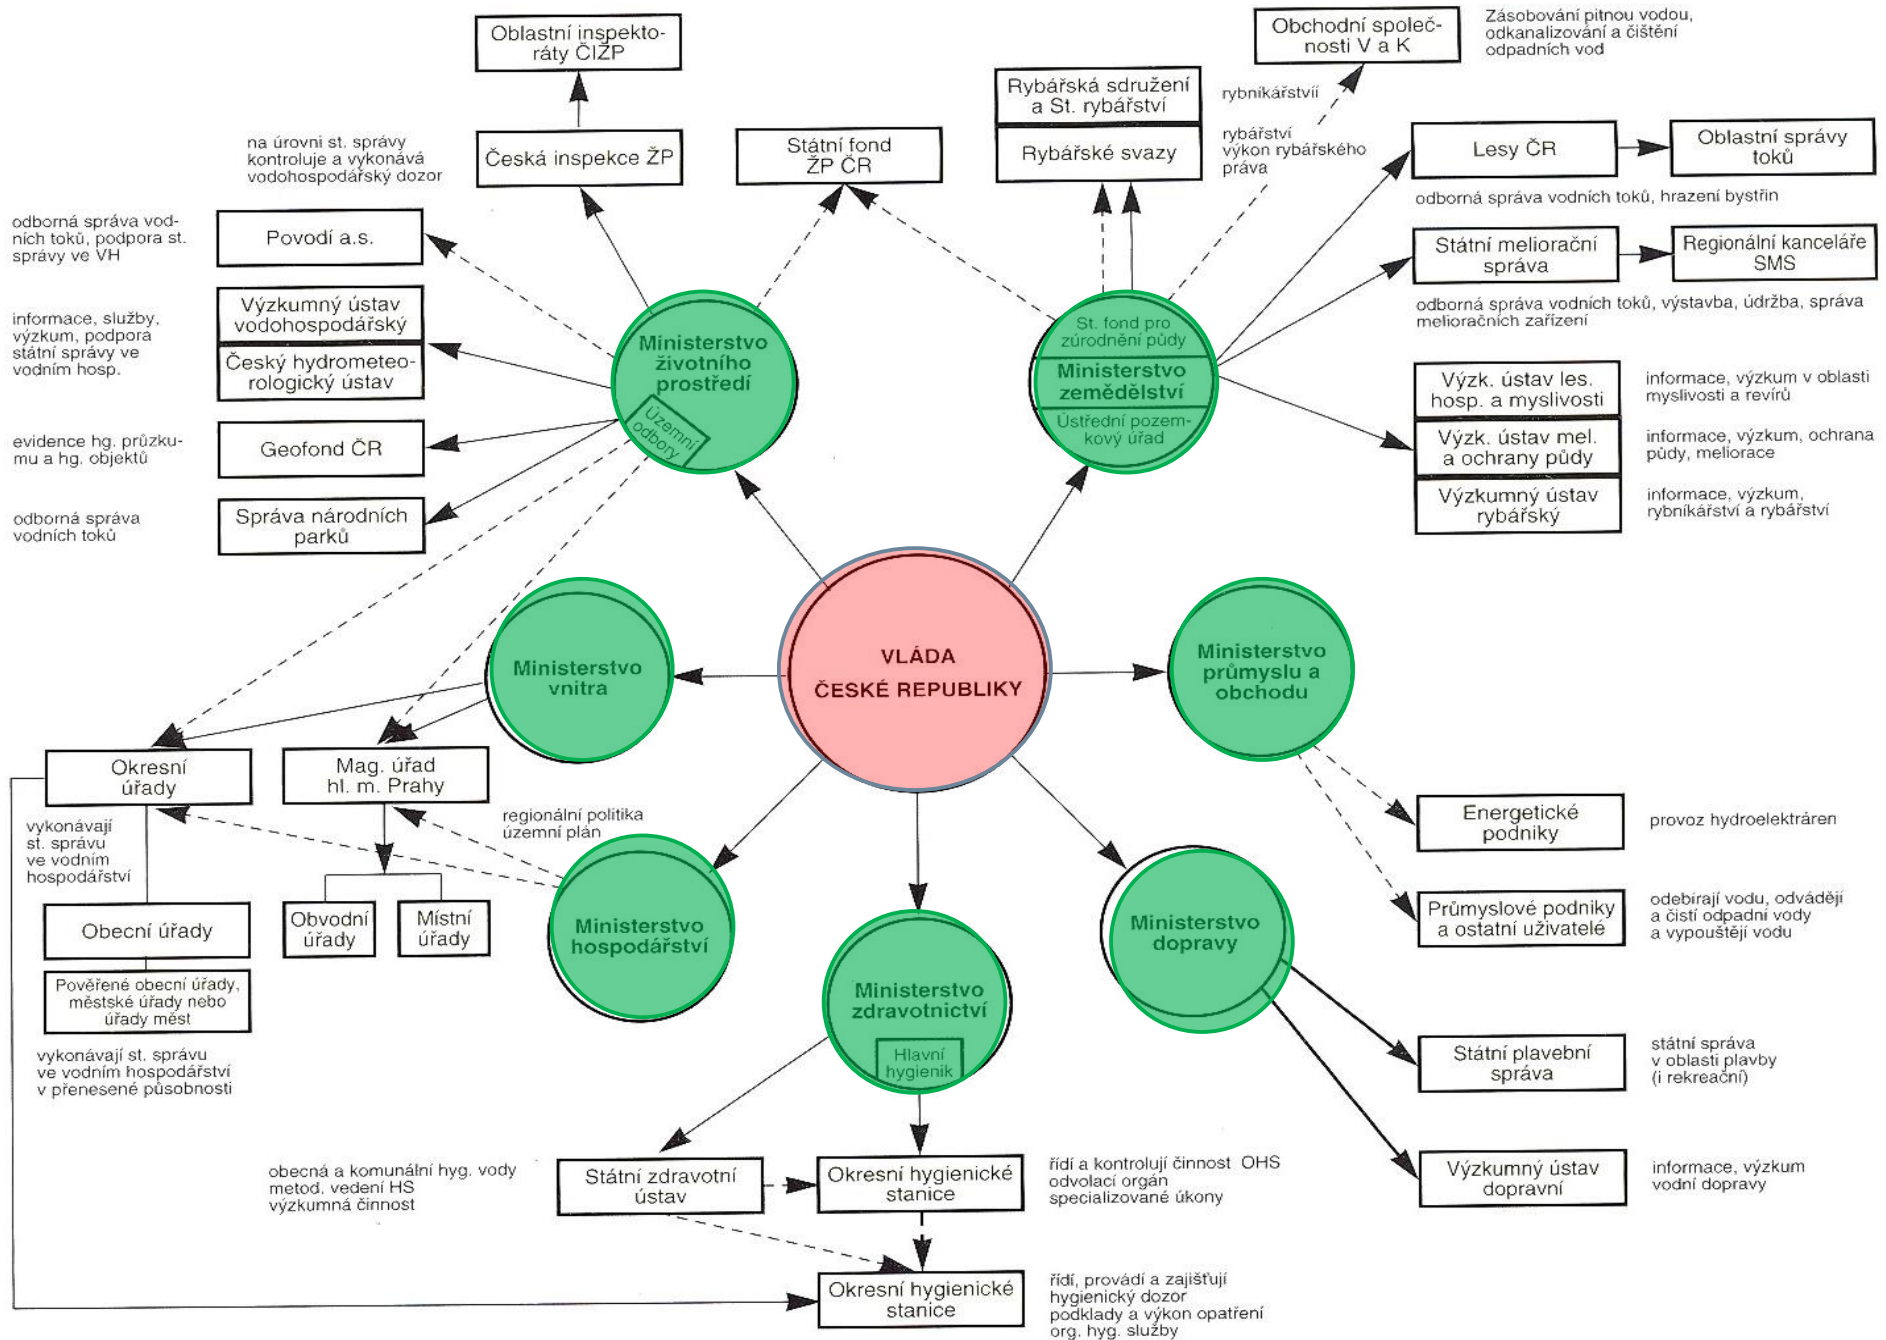 Oblastní inspekto-
ráty ČIŽP
Obchodní společ-
nosti V a K
Zásobování pitnou vodou,
odkanalizování a čištění
odpadních vod
Rybářská sdružení
a St. rybářství
rybnikářstvíí
na úrovni st. správy
kontroluje a vykonává
vodohospodářský dozor
Česká inspekce ŽP
Státní fond
ŽP ČR
Rybářské svazy
rybářství
výkon rybářského
práva
Lesy ČR
Oblastní správy
toků
odborná správa vodních toků, hrazení bystřin
odborná správa vod-
ních toků, podpora st.
správy ve VH
Povodí a.s.
Státní meliorační
správa
Regionální kanceláře
SMS
odborná správa vodních toků, výstavba, údržba, správa
melioračních zařízení
informace, služby,
výzkum, podpora
státní správy ve
vodním hosp.
Výzkumný ústav
vodohospodářský
Český hydrometeo-
rologický ústav
Ministerstvo
životního
prostředí
Územní
odbory
St. fond pro
zúrodnění půdy
Ministerstvo
zemědělství
Ústřední pozem-
kový úřad
Výzk. ústav les.
hosp. a myslivosti
informace, výzkum v oblasti
myslivosti a revírů
evidence hg. průzku-
mu a hg. objektů
Geofond ČR
Výzk. ústav mel.
a ochrany půdy
informace, výzkum, ochrana
půdy, meliorace
odborná správa
vodních toků
Správa národních
parků
Výzkumný ústav
rybářský
informace, výzkum,
rybníkářství a rybářství
Ministerstvo
vnitra
VLÁDA
ČESKÉ REPUBLIKY
Ministerstvo
průmyslu a
obchodu
Okresní
úřady
Mag. úřad
hl. m. Prahy
regionální politika
územní plán
vykonávají
st. správu
ve vodním
hospodářství
Energetické
podniky
provoz hydroelektráren
Obecní úřady
Obvodní
úřady
Místní
úřady
Ministerstvo
hospodářství
Ministerstvo
dopravy
Průmyslové podniky
a ostatní uživatelé
odebírají vodu, odvádějí
a čistí odpadní vody
a vypouštějí vodu
Pověřené obecní úřady,
městské úřady nebo
úřady měst
Ministerstvo
zdravotnictví
Hlavní
hygienik
vykonávají st. správu
ve vodním hospodářství
v přenesené působnosti
Státní plavební
správa
státní správa
v oblasti plavby
(i rekreační)
obecná a komunální hyg. vody
metod. vedení HS
výzkumná činnost
Státní zdravotní
ústav
Okresní hygienické
stanice
řídí a kontrolují činnost OHS
odvolací orgán
specializované úkony
Výzkumný ústav
dopravní
informace, výzkum
vodní dopravy
Okresní hygienické
stanice
řídí, provádí a zajišťují
hygienický dozor
podklady a výkon opatření
org. hyg. služby